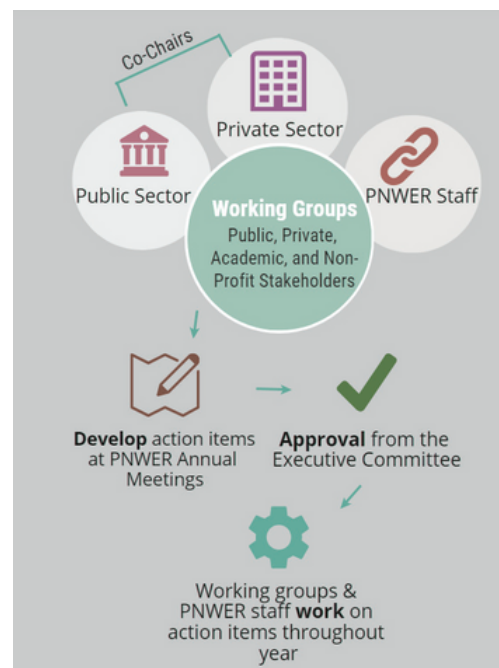 Co-Chairs
Private Sector
Public Sector
PNWER Staff
Working Groups
Public, Private,
Academic, and Non-
Profit Stakeholders
Develop action items
at PNWER Annual
Meetings
Approval from the
Executive Committee
Working groups &
PNWER staff work on
action items throughout
year